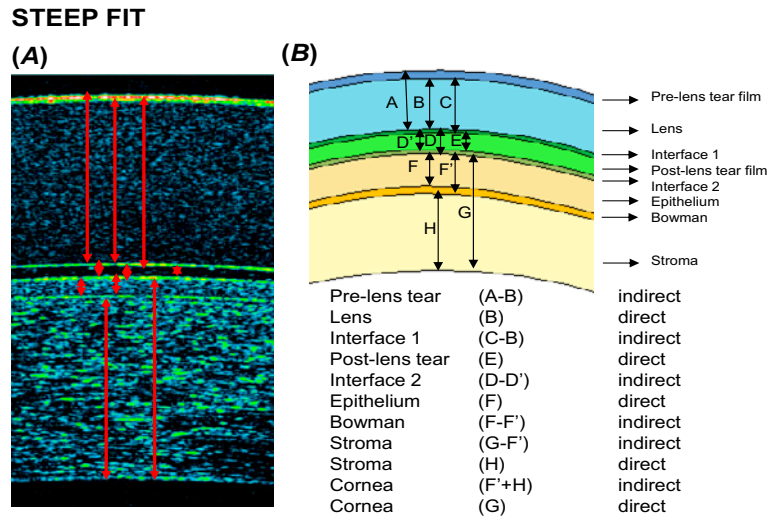 STEEP FIT
(A)
(B)
A B C
D’ D E
F F’
H G
Pre-lens tear film
Lens
Interface 1
Post-lens tear film
Interface 2
Epithelium
Bowman
Stroma
Pre-lens tear (A-B) indirect
Lens (B) direct
Interface 1 (C-B) indirect
Post-lens tear (E) direct
Interface 2 (D-D’) indirect
Epithelium (F) direct
Bowman (F-F’) indirect
Stroma (G-F’) indirect
Stroma (H) direct
Cornea (F’+H) indirect
Cornea (G) direct